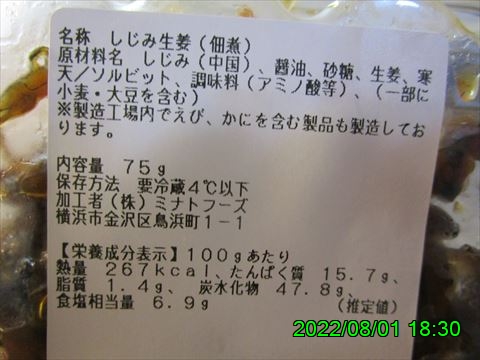 名称　しじみ生姜（佃煮）
原材料名　しじみ（中国）、醤油、砂糖、生姜、寒
天／ソルビット、調味料（アミノ酸等）、（一部に
小麦・大豆を含む）
※製造工場内でえび、かにを含む製品も製造してお
ります。
内容量　７５ｇ
保存方法　要冷蔵４℃以下
加工者（株）ミナトフーズ
横浜市金沢区鳥浜町１－１
【栄養成分表示】１００ｇあたり
熱量　２６７ｋｃａｌ、たんぱく質　１５.７ｇ、
脂質　１.４ｇ、炭水化物　４７.８ｇ、
食塩相当量　６.９ｇ　（推定値）
2022/08/01 18:30